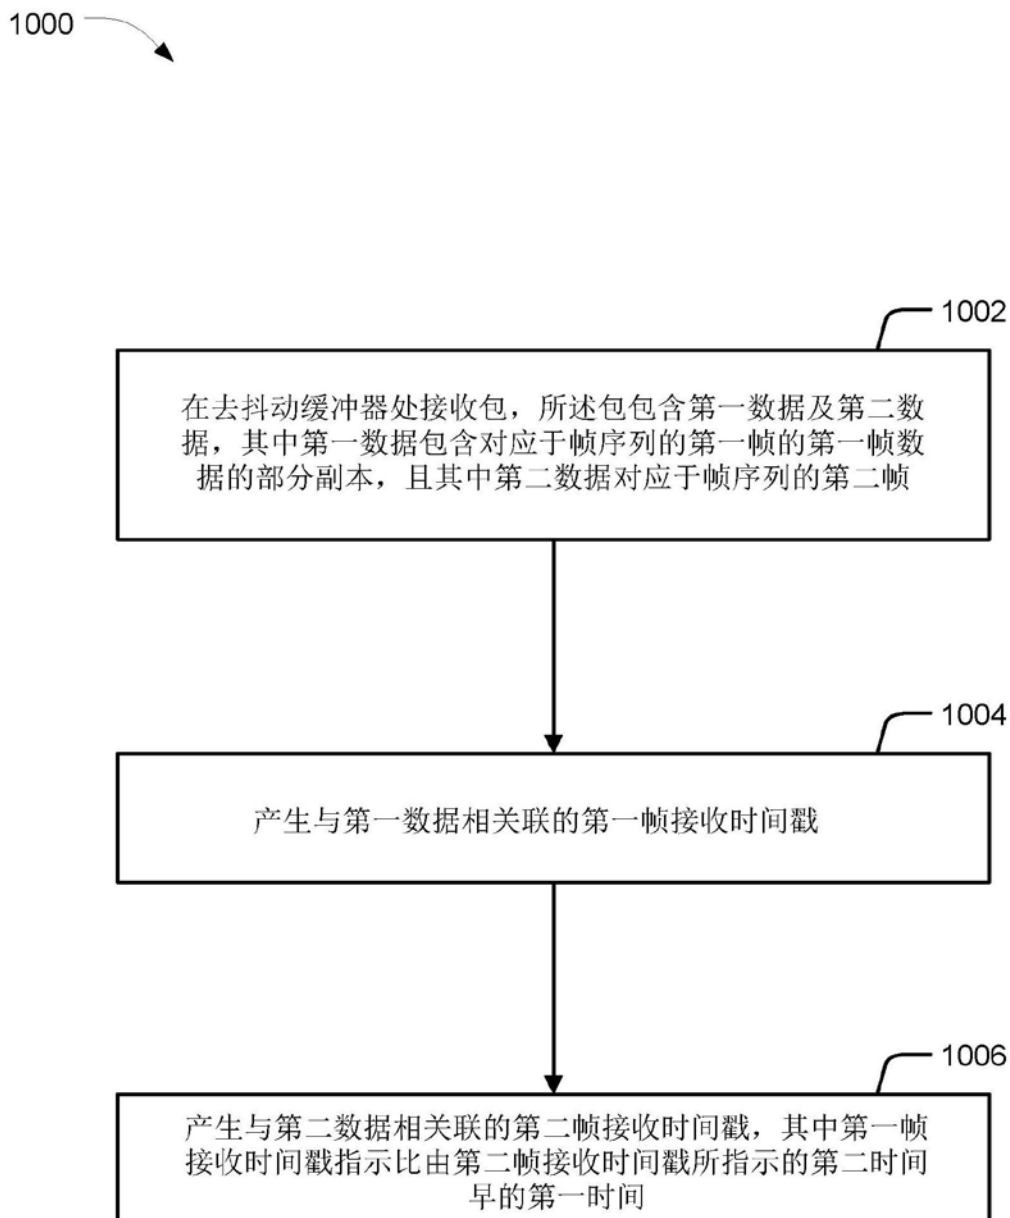 1000
1002
在去抖动缓冲器处接收包，所述包包含第一数据及第二数
据，其中第一数据包含对应于帧序列的第一帧的第一帧数
据的部分副本，且其中第二数据对应于帧序列的第二帧
1004
产生与第一数据相关联的第一帧接收时间戳
1006
产生与第二数据相关联的第二帧接收时间戳，其中第一帧
接收时间戳指示比由第二帧接收时间戳所指示的第二时间
早的第一时间